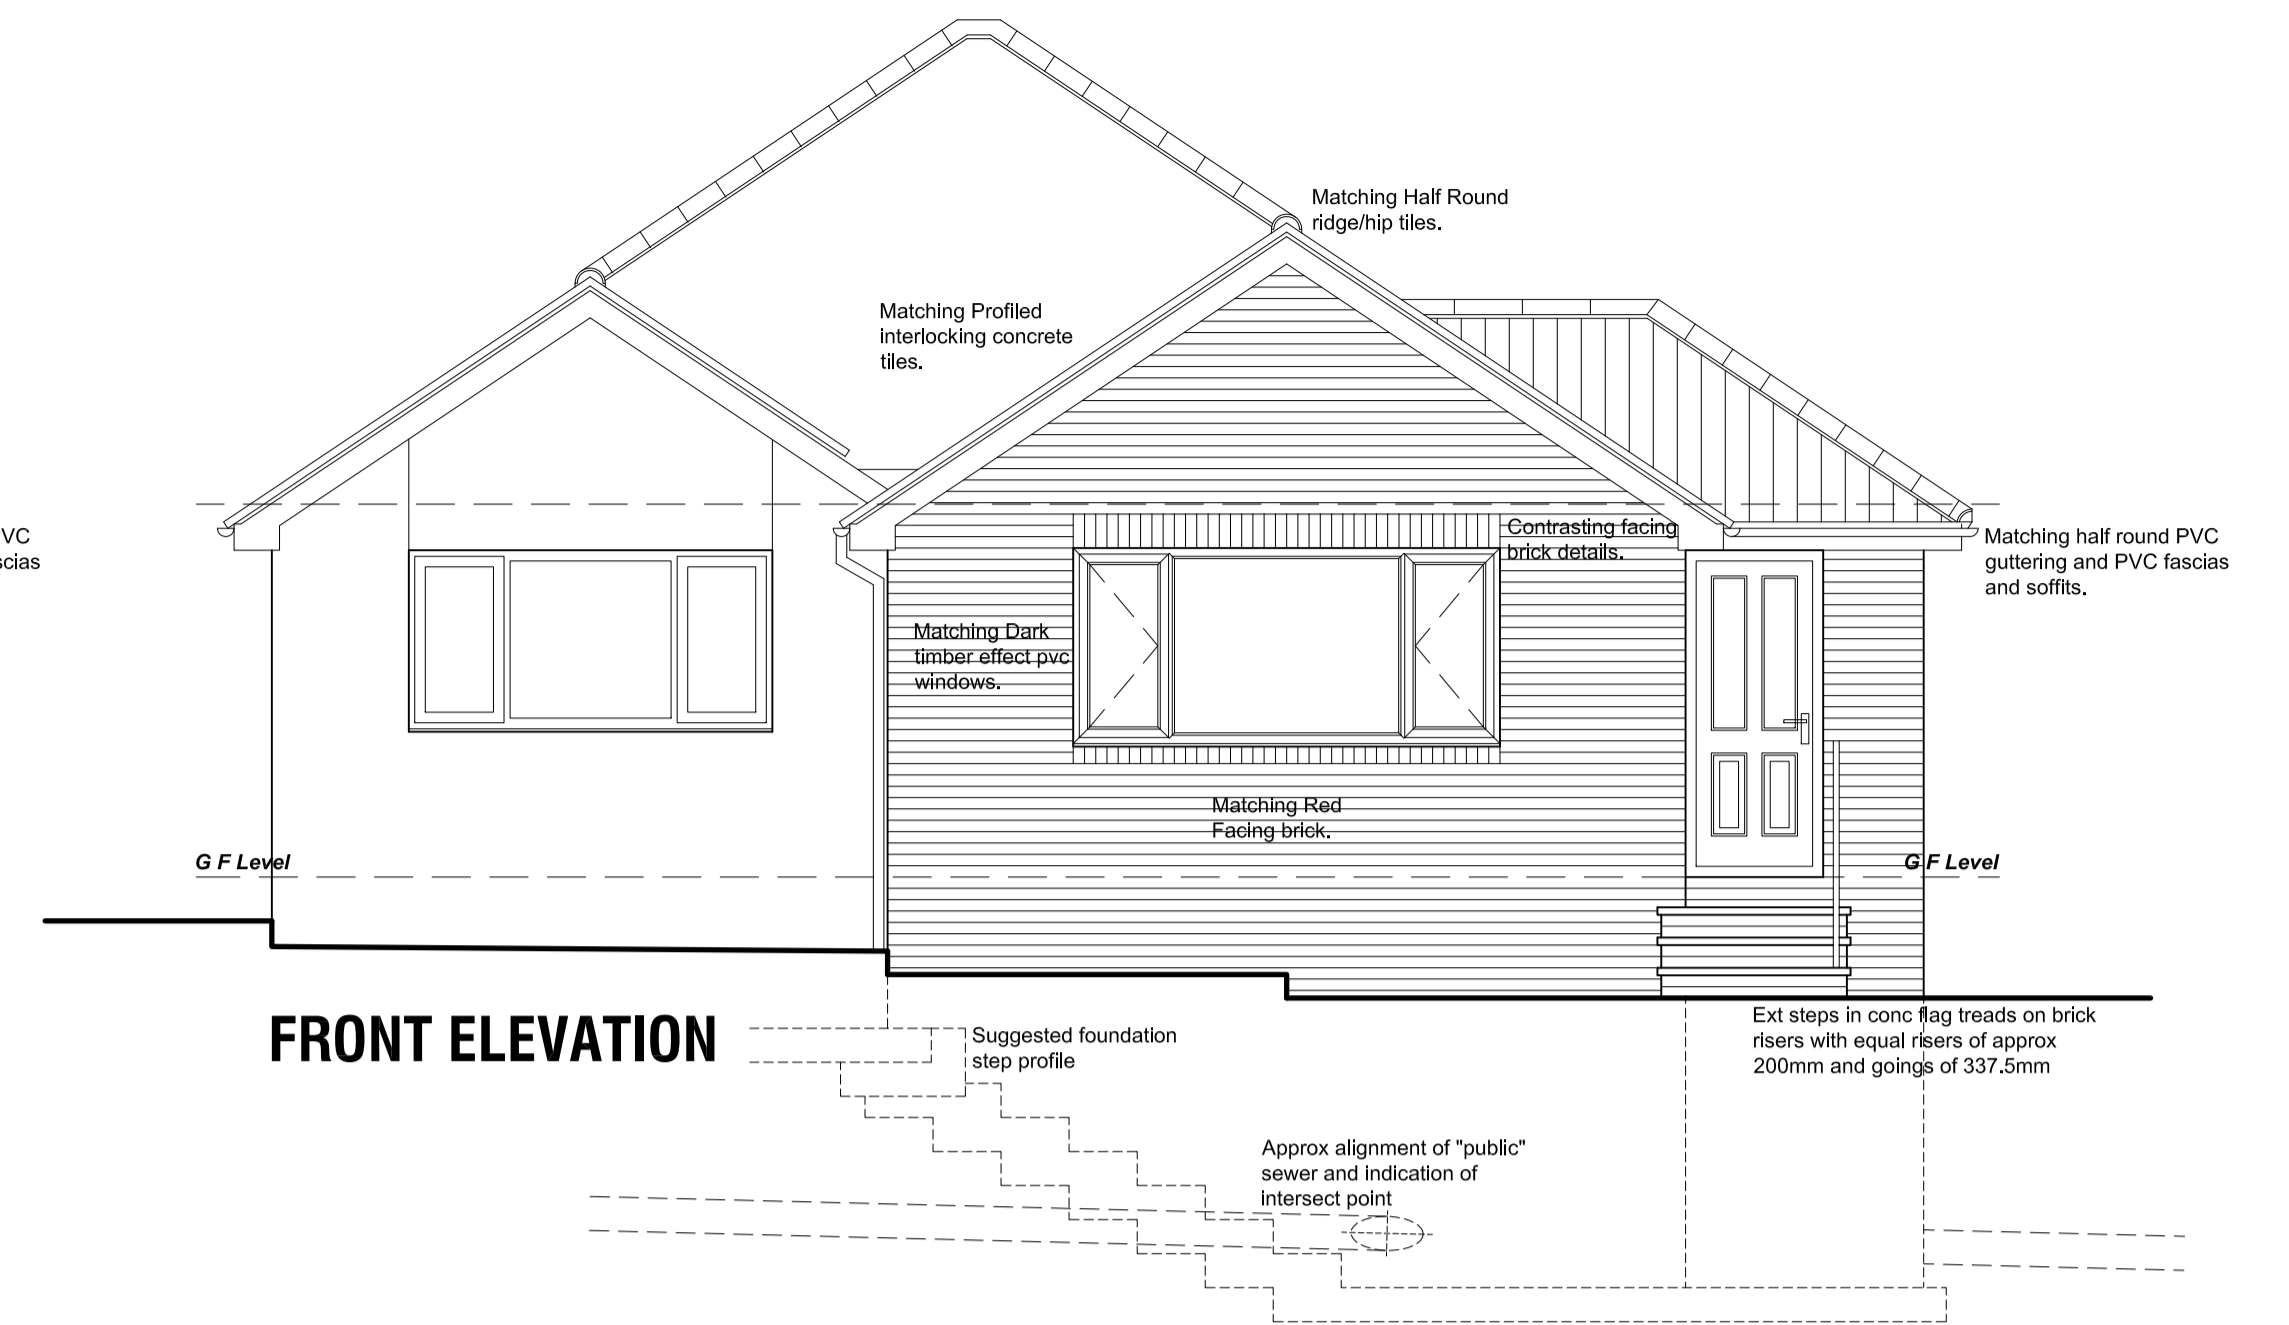 Matching Half Round
ridge/hip tiles.
Matching Profiled
interlocking concrete
tiles.
VC
scias
Contrasting facing
brick details.
Matching half round PVC
guttering and PVC fascias
and soffits.
Matching Dark
timber effect pvc
windows.
Matching Red
Facing brick.
G F Level
G F Level
FRONT ELEVATION
Suggested foundation
step profile
Ext steps in conc flag treads on brick
risers with equal risers of approx
200mm and goings of 337.5mm
Approx alignment of "public"
sewer and indication of
intersect point